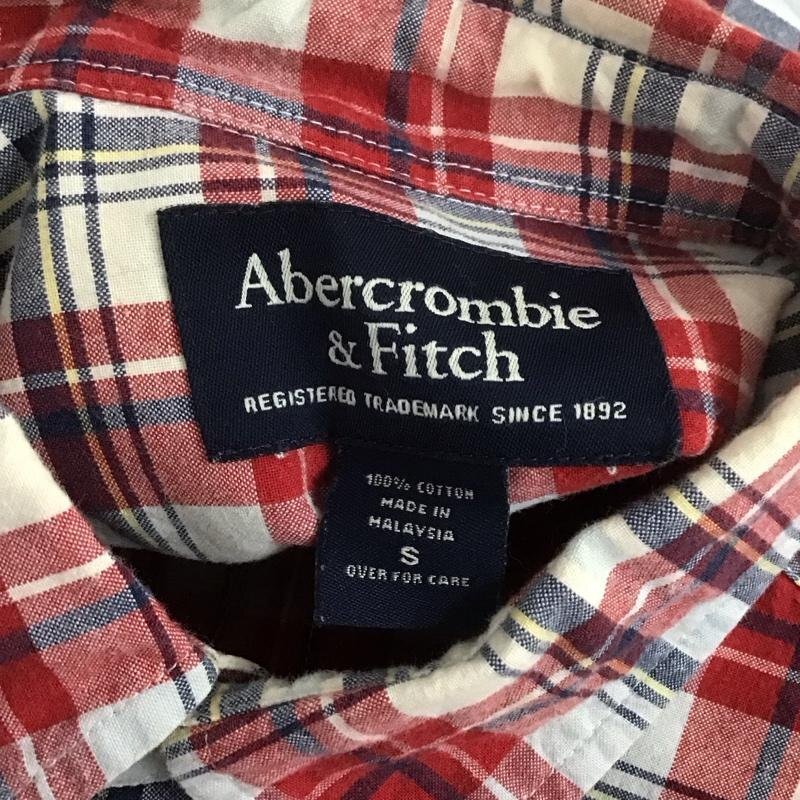 Abercrombie
& Fitch
REGISTERED TRADEMARK SINCE 1892
100% COTTON
MADE IN
MALAYSIA
S
OVER FOR CARE